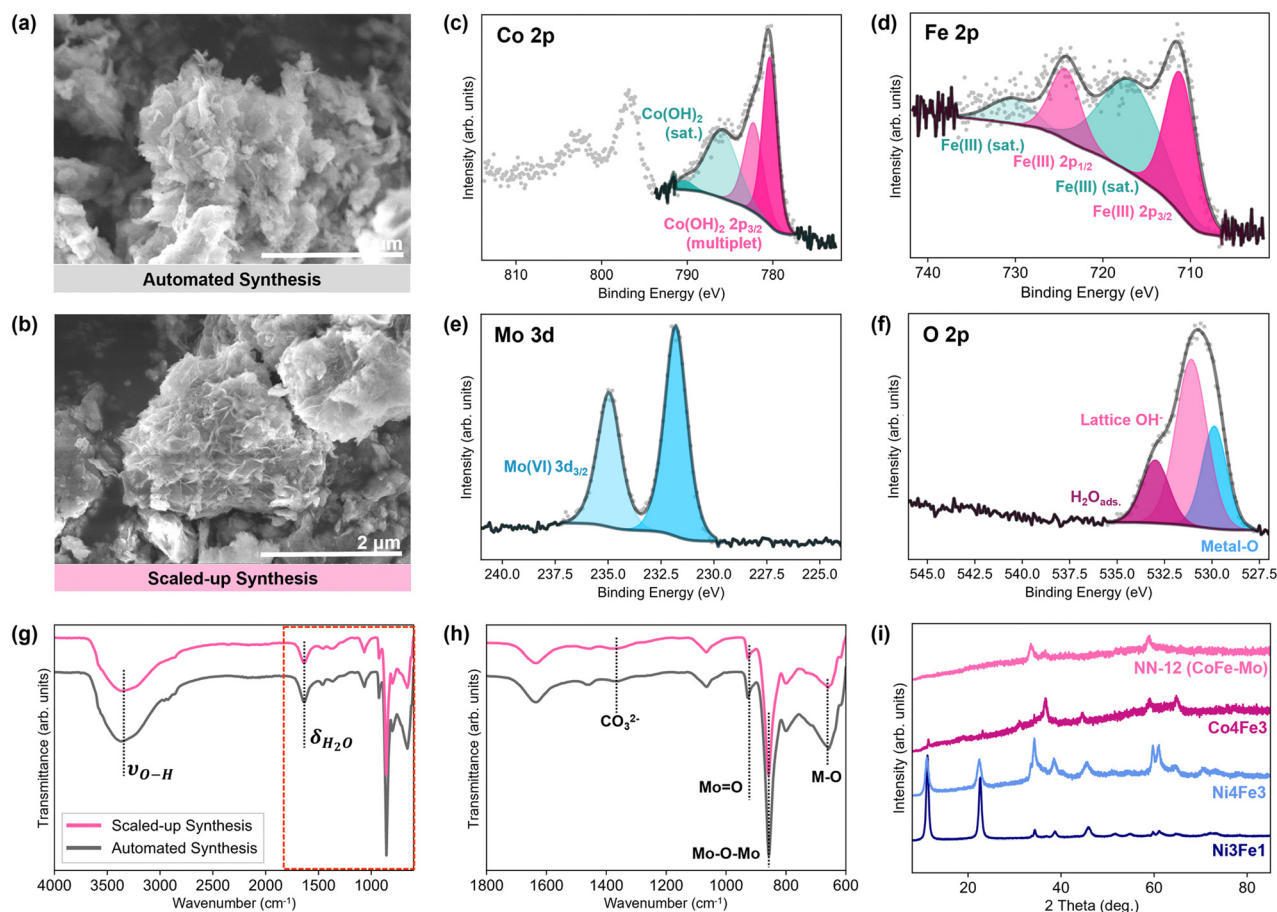 (a)
Automated Synthesis
(b)
2 μm
Scaled-up Synthesis
(c)
Co 2p
Co(OH)₂
(sat.)
Co(OH)₂ 2p₃/₂
(multiplet)
Intensity (arb. units)
810 800 790 780
Binding Energy (eV)
(d)
Fe 2p
Fe(III) (sat.)
Fe(III) 2p₁/₂
Fe(III) (sat.)
Fe(III) 2p₃/₂
Intensity (arb. units)
740 730 720 710
Binding Energy (eV)
(e)
Mo 3d
Mo(VI) 3d₃/₂
Intensity (arb. units)
240.0 237.5 235.0 232.5 230.0 227.5 225.0 224.0
Binding Energy (eV)
(f)
O 2p
Lattice OH⁻
H₂Oads.
Metal-O
Intensity (arb. units)
545.0 542.5 540.0 537.5 535.0 532.5 530.0 527.5
Binding Energy (eV)
(g)
υO−H
δH₂O
Scaled-up Synthesis
Automated Synthesis
Transmittance (arb. units)
4000 3500 3000 2500 2000 1500 1000
Wavenumber (cm⁻¹)
(h)
CO₃²⁻
Mo=O
Mo-O-Mo
M-O
Transmittance (arb. units)
1800 1600 1400 1200 1000 800 600
Wavenumber (cm⁻¹)
(i)
NN-12 (CoFe-Mo)
Co4Fe3
Ni4Fe3
Ni3Fe1
Intensity (arb. units)
20 40 60 80
2 Theta (deg.)